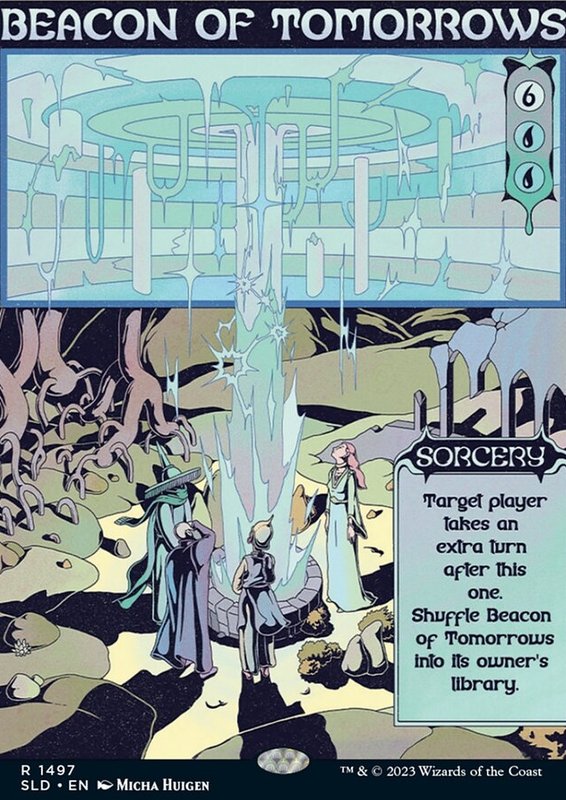 BEACON OF TOMORROWS
6
SORCERY
Target player
takes an
extra turn
after this
one.
Shuffle Beacon
of Tomorrows
into its owner's
library.
R 1497
SLD • EN Micha Huigen
™ & © 2023 Wizards of the Coast